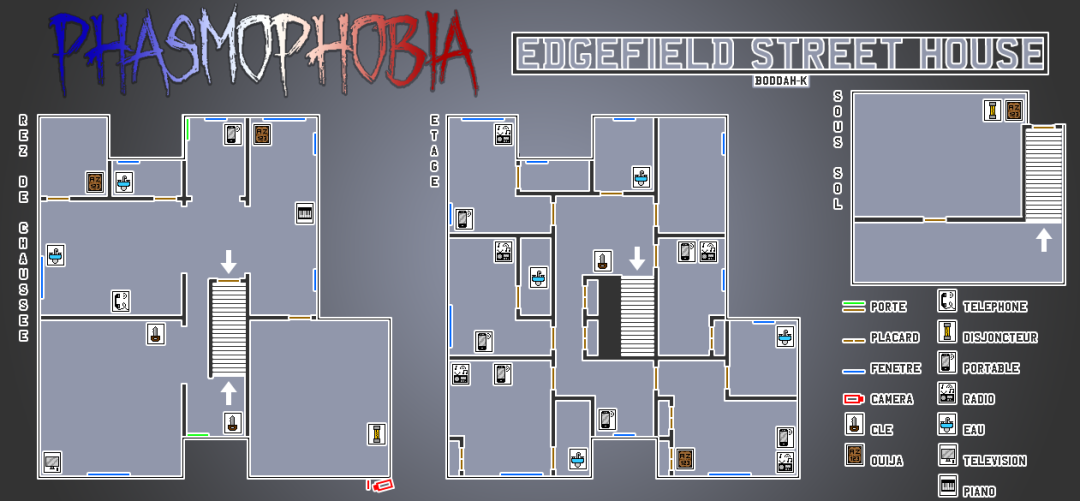 PHASMOPHOBIA
EDGEFIELD STREET HOUSE
BODDAH-K
REZ DE CHAUSSEE
ETAGE
SOUS SOL
PORTE
PLACARD
FENETRE
CAMERA
CLE
OUIJA
TELEPHONE
DISJONCTEUR
PORTABLE
RADIO
EAU
TELEVISION
PIANO